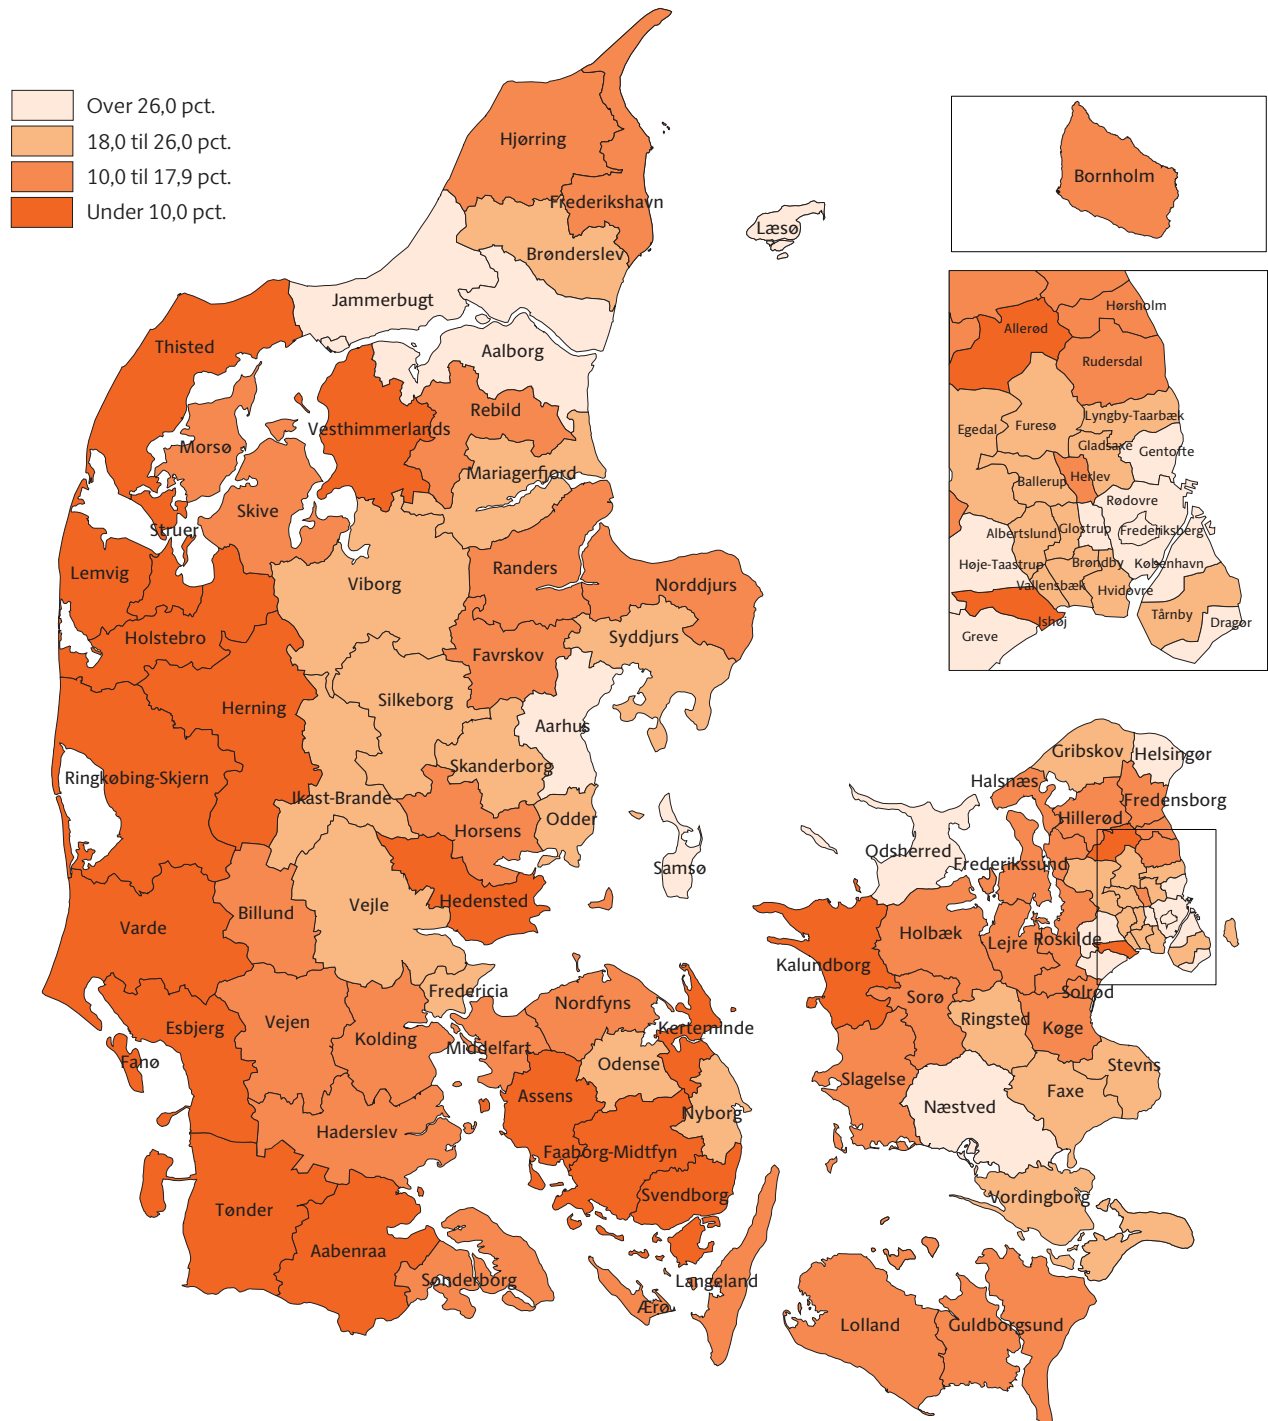 Over 26,0 pct.
18,0 til 26,0 pct.
10,0 til 17,9 pct.
Under 10,0 pct.
Hjørring
Frederikshavn
Brønderslev
Læsø
Jammerbugt
Aalborg
Thisted
Vesthimmerlands
Rebild
Morsø
Mariagerfjord
Skive
Struer
Lemvig
Viborg
Randers
Norddjurs
Holstebro
Favrskov
Syddjurs
Silkeborg
Herning
Aarhus
Skanderborg
Ringkøbing-Skjern
Ikast-Brande
Odder
Horsens
Samsø
Hedensted
Vejle
Billund
Varde
Fredericia
Esbjerg
Vejen
Kolding
Fanø
Middelfart
Nordfyns
Kerteminde
Odense
Assens
Nyborg
Haderslev
Faaborg-Midtfyn
Svendborg
Tønder
Aabenraa
Sønderborg
Langeland
Ærø
Bornholm
Hørsholm
Allerød
Rudersdal
Lyngby-Taarbæk
Egedal
Furesø
Gladsaxe
Gentofte
Ballerup
Herlev
Rødovre
Albertslund
Glostrup
Frederiksberg
Høje-Taastrup
Brøndby
København
Vallensbæk
Hvidovre
Ishøj
Tårnby
Dragør
Greve
Gribskov
Helsingør
Halsnæs
Fredensborg
Hillerød
Odsherred
Frederikssund
Holbæk
Lejre
Roskilde
Kalundborg
Solrød
Sorø
Ringsted
Køge
Stevns
Slagelse
Faxe
Næstved
Vordingborg
Lolland
Guldborgsund